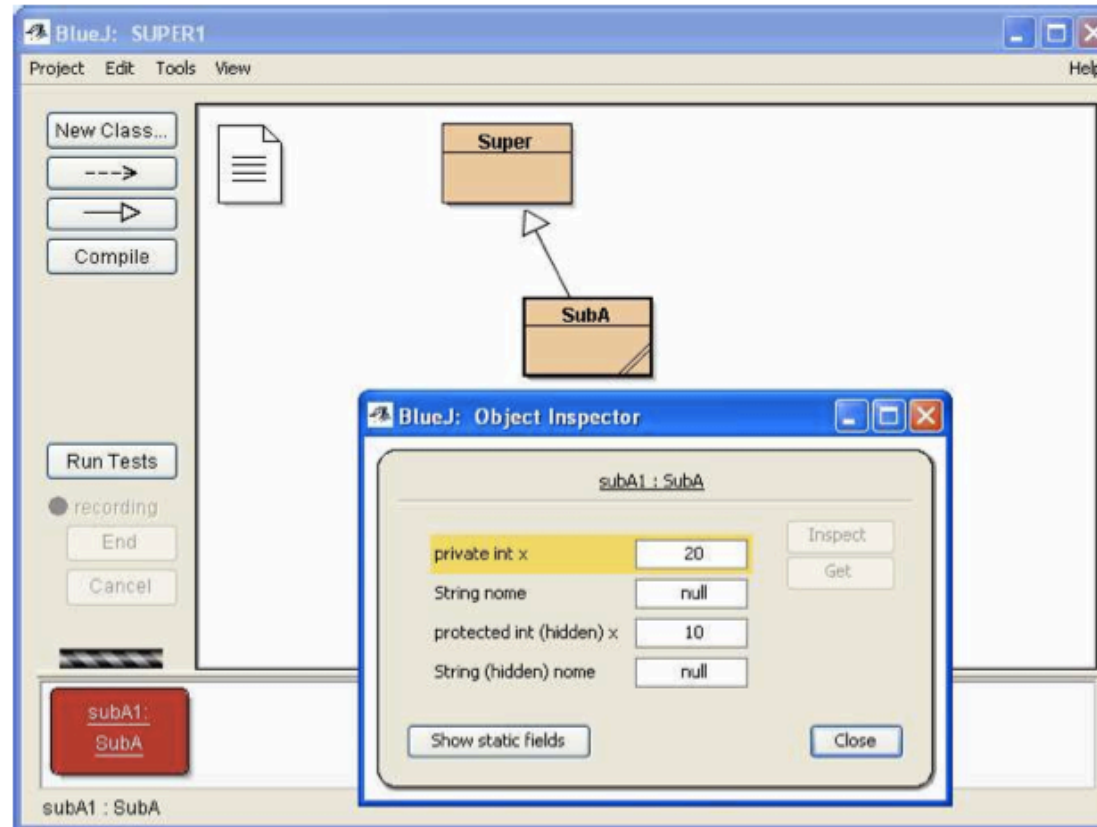 BlueJ: SUPER1
Project Edit Tools View Help
New Class...
Super
Compile
SubA
BlueJ: Object Inspector
Run Tests
subA1 : SubA
recording
End
Cancel
Inspect
Get
private int x 20
String nome null
protected int (hidden) x 10
String (hidden) nome null
Show static fields Close
subA1:
SubA
subA1 : SubA